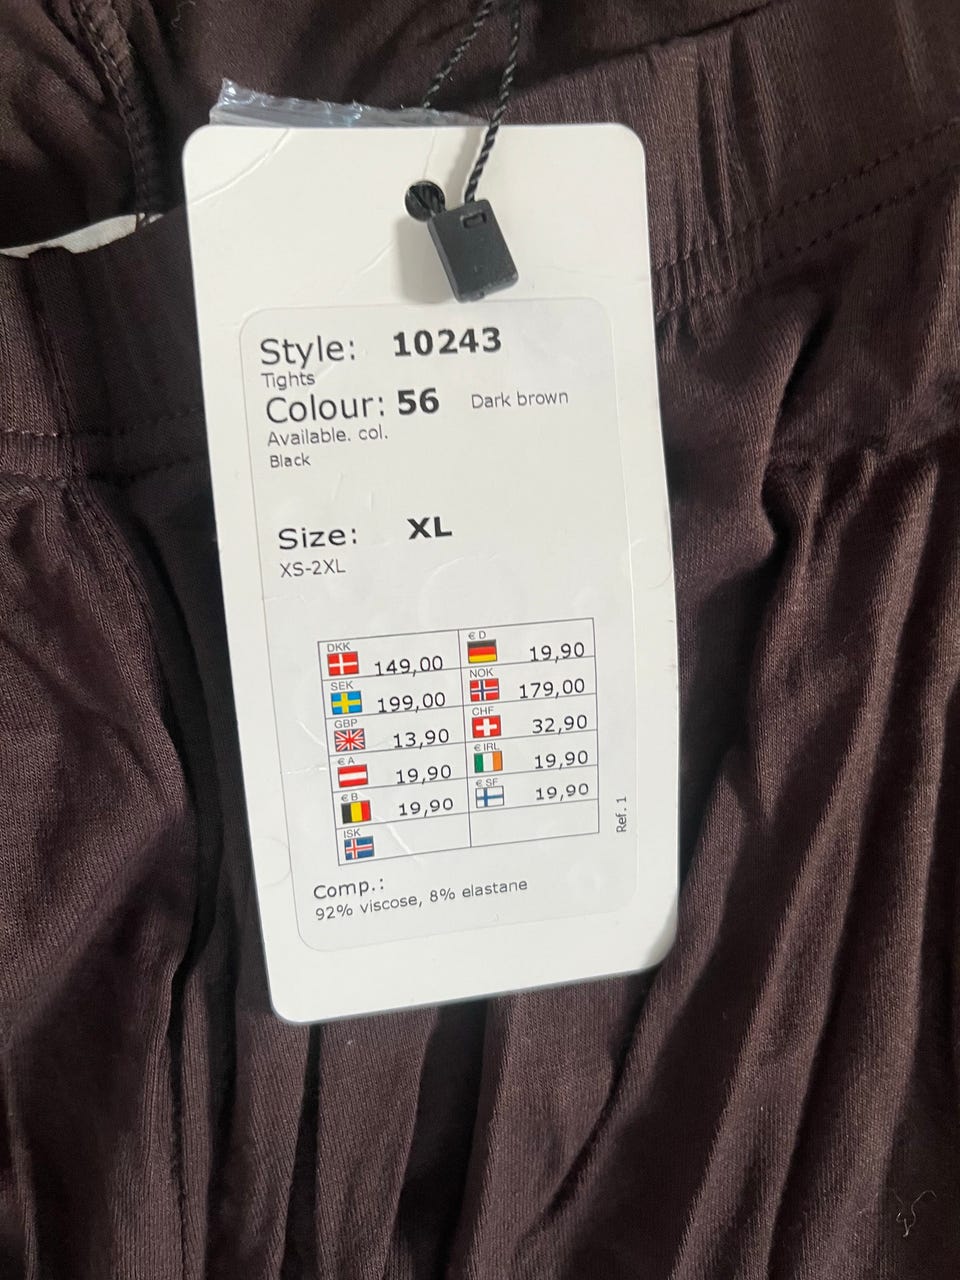 Style: 10243
Tights
Colour: 56 Dark brown
Available. col.
Black
Size: XL
XS-2XL
DKK 149,00 € D 19,90
SEK 199,00 NOK 179,00
GBP 13,90 CHF 32,90
€ A 19,90 € IRL 19,90
€ B 19,90 € SF 19,90
ISK
Ref. 1
Comp.:
92% viscose, 8% elastane